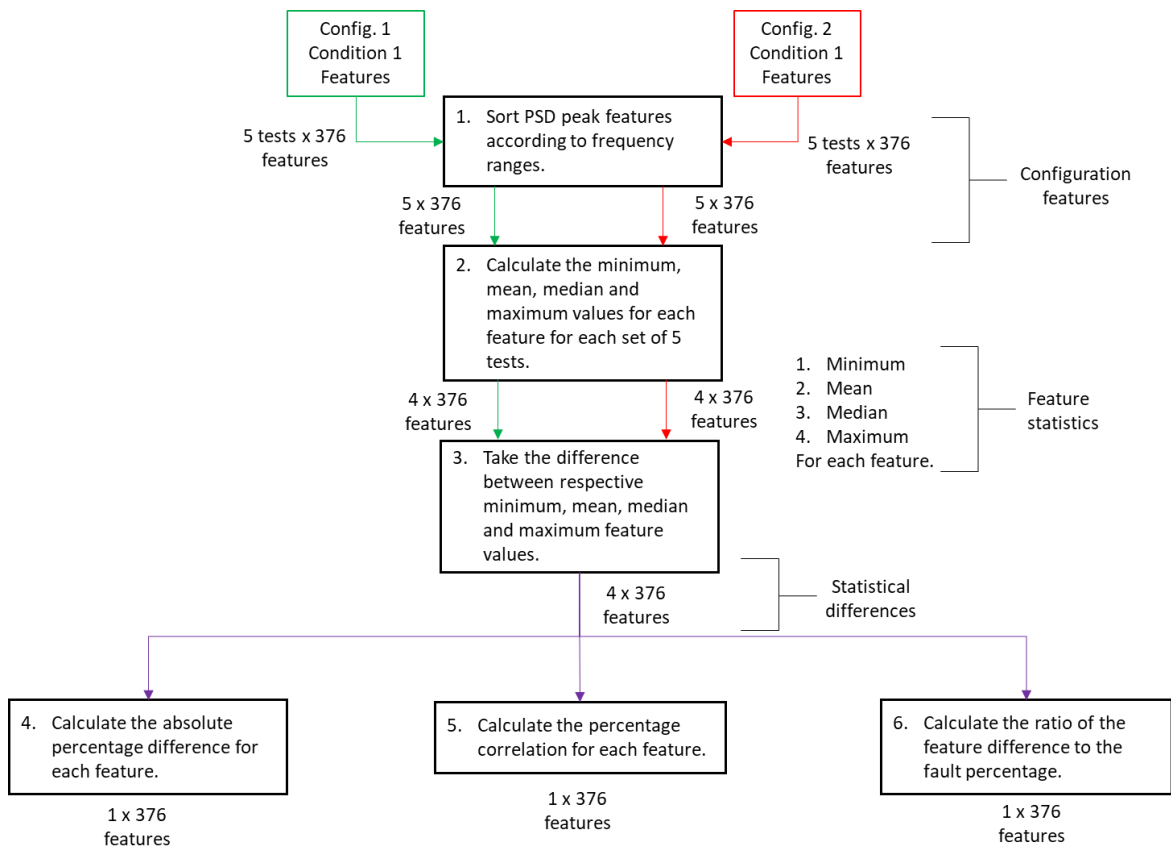 Config. 1
Condition 1
Features
Config. 2
Condition 1
Features
5 tests x 376
features
1. Sort PSD peak features
according to frequency
ranges.
5 tests x 376
features
Configuration
features
5 x 376
features
5 x 376
features
2. Calculate the minimum,
mean, median and
maximum values for each
feature for each set of 5
tests.
1. Minimum
2. Mean
3. Median
4. Maximum
For each feature.
Feature
statistics
4 x 376
features
4 x 376
features
3. Take the difference
between respective
minimum, mean, median
and maximum feature
values.
4 x 376
features
Statistical
differences
4. Calculate the absolute
percentage difference for
each feature.
5. Calculate the percentage
correlation for each feature.
6. Calculate the ratio of the
feature difference to the
fault percentage.
1 x 376
features
1 x 376
features
1 x 376
features